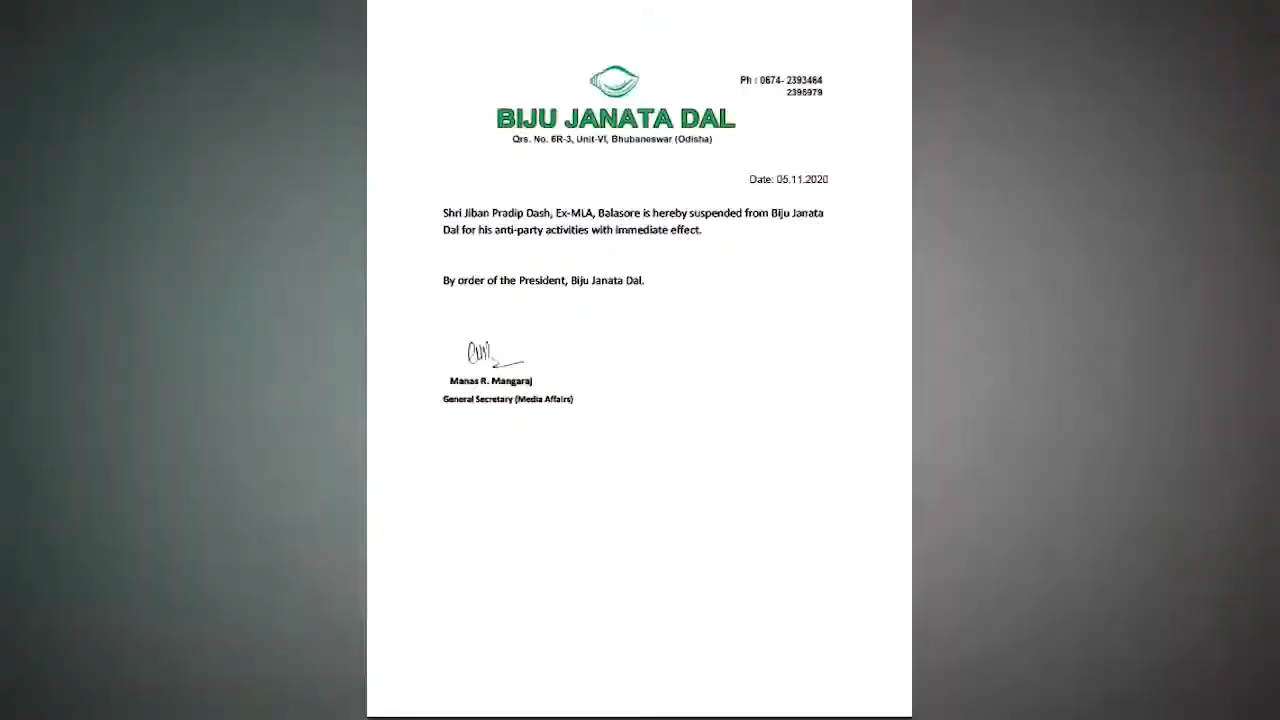 Ph : 0674- 2393464
2396979
BIJU JANATA DAL
Qrs. No. 6R-3, Unit-VI, Bhubaneswar (Odisha)
Date: 05.11.2020
Shri Jiban Pradip Dash, Ex-MLA, Balasore is hereby suspended from Biju Janata
Dal for his anti-party activities with immediate effect.
By order of the President, Biju Janata Dal.
Manas R. Mangaraj
General Secretary (Media Affairs)